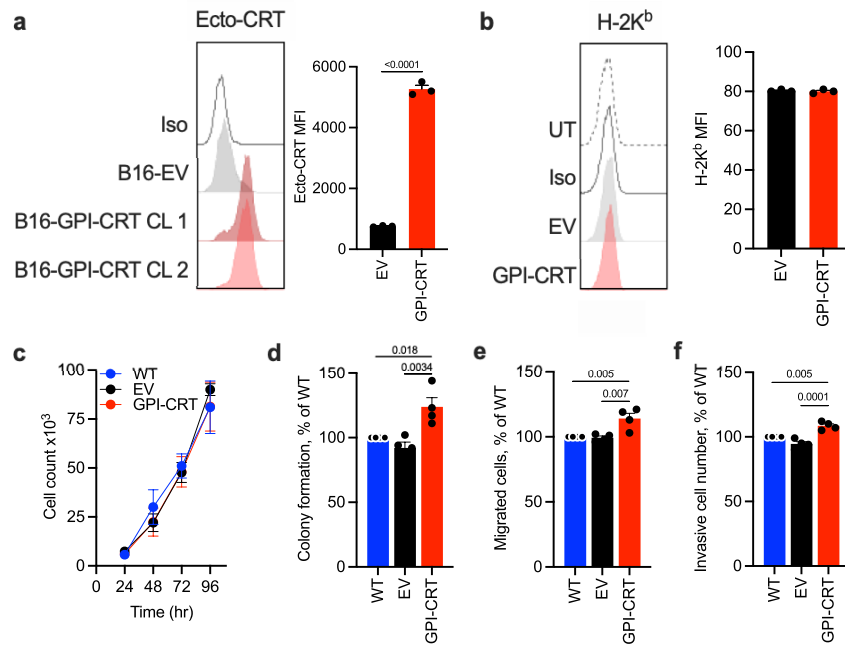 a
Ecto-CRT
Iso
B16-EV
B16-GPI-CRT CL 1
B16-GPI-CRT CL 2
Ecto-CRT MFI
6000
4000
2000
0
<0.0001
EV
GPI-CRT
b
H-2Kᵇ
UT
Iso
EV
GPI-CRT
H-2Kᵇ MFI
100
80
60
40
20
0
EV
GPI-CRT
c
Cell count x10³
100
75
50
25
0
WT
EV
GPI-CRT
0 24 48 72 96
Time (hr)
d
Colony formation, % of WT
150
100
50
0
0.018
0.0034
WT
EV
GPI-CRT
e
Migrated cells, % of WT
150
100
50
0
0.005
0.007
WT
EV
GPI-CRT
f
Invasive cell number, % of WT
150
100
50
0
0.005
0.0001
WT
EV
GPI-CRT